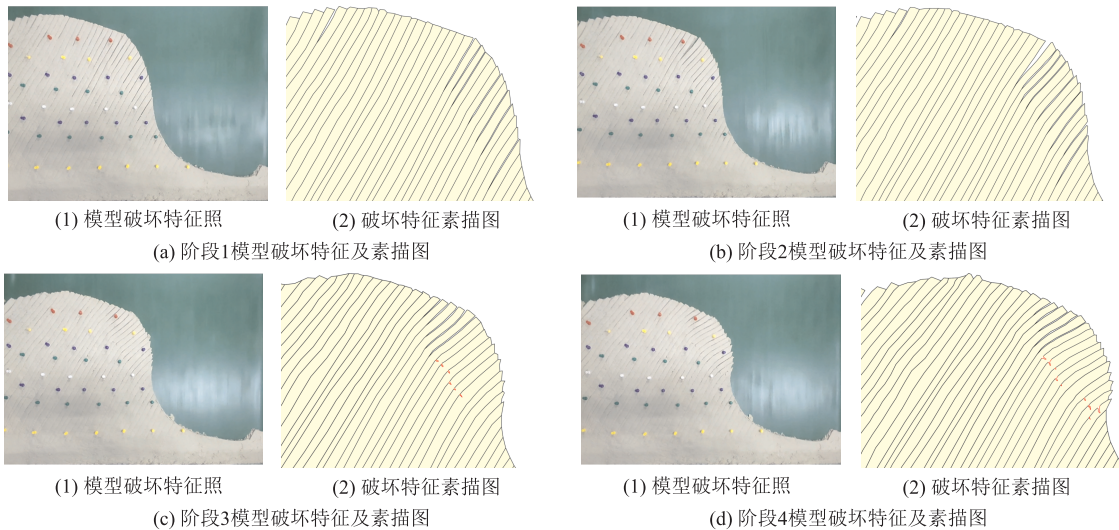 (1) 模型破坏特征照
(2) 破坏特征素描图
(a) 阶段1模型破坏特征及素描图
(1) 模型破坏特征照
(2) 破坏特征素描图
(b) 阶段2模型破坏特征及素描图
(1) 模型破坏特征照
(2) 破坏特征素描图
(c) 阶段3模型破坏特征及素描图
(1) 模型破坏特征照
(2) 破坏特征素描图
(d) 阶段4模型破坏特征及素描图